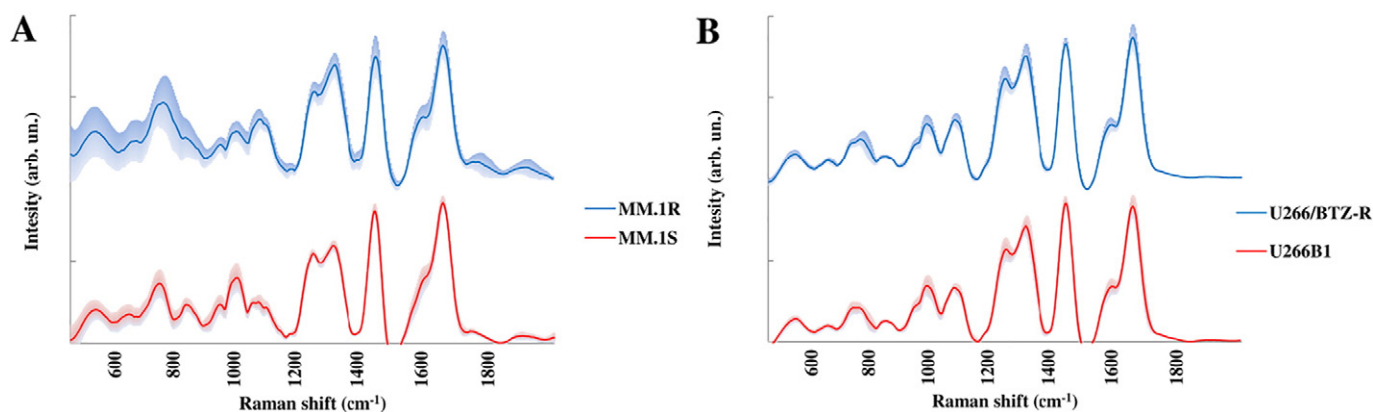 A
Intesity (arb. un.)
MM.1R
MM.1S
600 800 1000 1200 1400 1600 1800
Raman shift (cm-1)
B
Intesity (arb. un.)
U266/BTZ-R
U266B1
600 800 1000 1200 1400 1600 1800
Raman shift (cm-1)